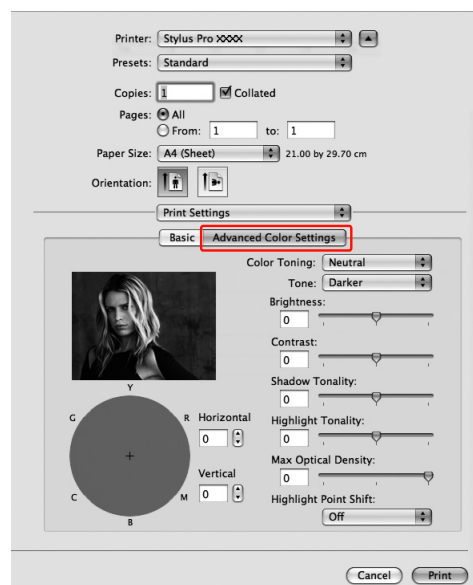 Printer: Stylus Pro XXXX
Presets: Standard
Copies: 1 Collated
Pages: All
From: 1 to: 1
Paper Size: A4 (Sheet) 21.00 by 29.70 cm
Orientation:
Print Settings
Basic Advanced Color Settings
Color Toning: Neutral
Tone: Darker
Brightness:
0
Contrast:
0
Shadow Tonality:
0
Highlight Tonality:
0
Max Optical Density:
0
Highlight Point Shift:
Off
Y
G R
C M
B
Horizontal
0
Vertical
0
Cancel Print